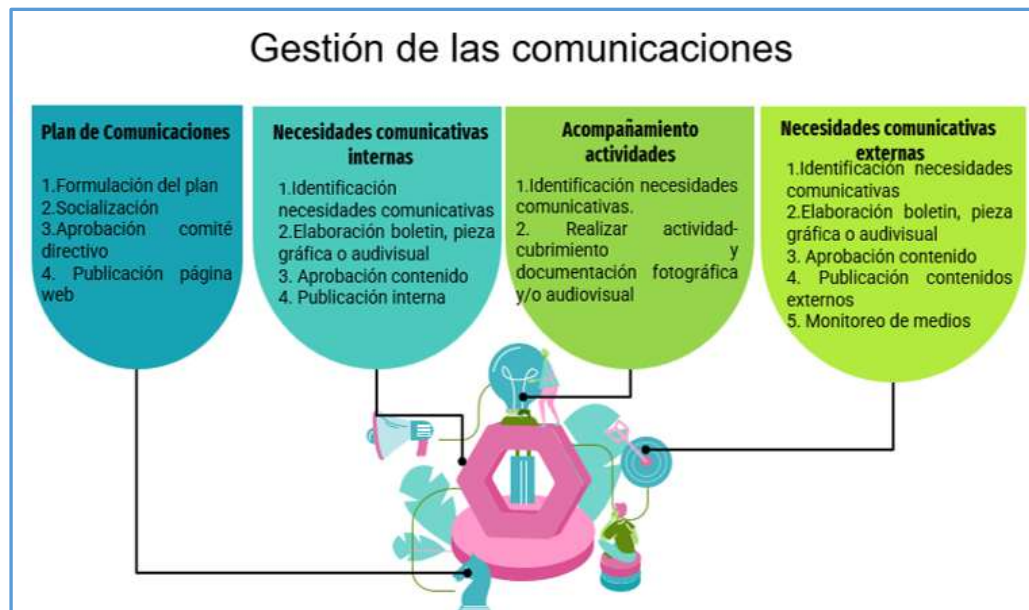 Gestión de las comunicaciones
Plan de Comunicaciones
1.Formulación del plan
2.Socialización
3.Aprobación comité
directivo
4. Publicación página
web
Necesidades comunicativas
internas
1.Identificación
necesidades comunicativas
2.Elaboración boletin, pieza
gráfica o audivisual
3. Aprobación contenido
4. Publicación interna
Acompañamiento
actividades
1.Identificación necesidades
comunicativas.
2. Realizar actividad-
cubrimiento y
documentación fotográfica
y/o audiovisual
Necesidades comunicativas
externas
1.Identificación necesidades
comunicativas
2.Elaboración boletin, pieza
gráfica o audivisual
3. Aprobación contenido
4. Publicación contenidos
externos
5. Monitoreo de medios